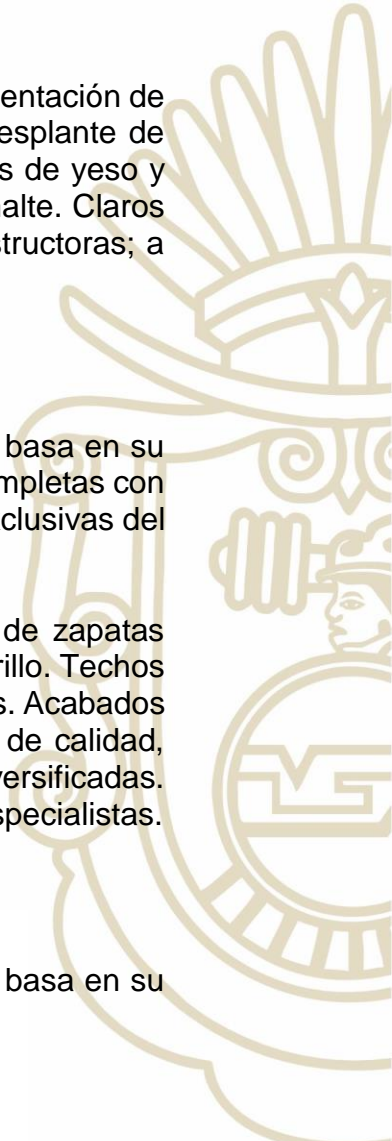 entación de
esplante de
s de yeso y
nalte. Claros
structoras; a
basa en su
mpletas con
clusivas del
de zapatas
rillo. Techos
s. Acabados
de calidad,
versificadas.
specialistas.
basa en su